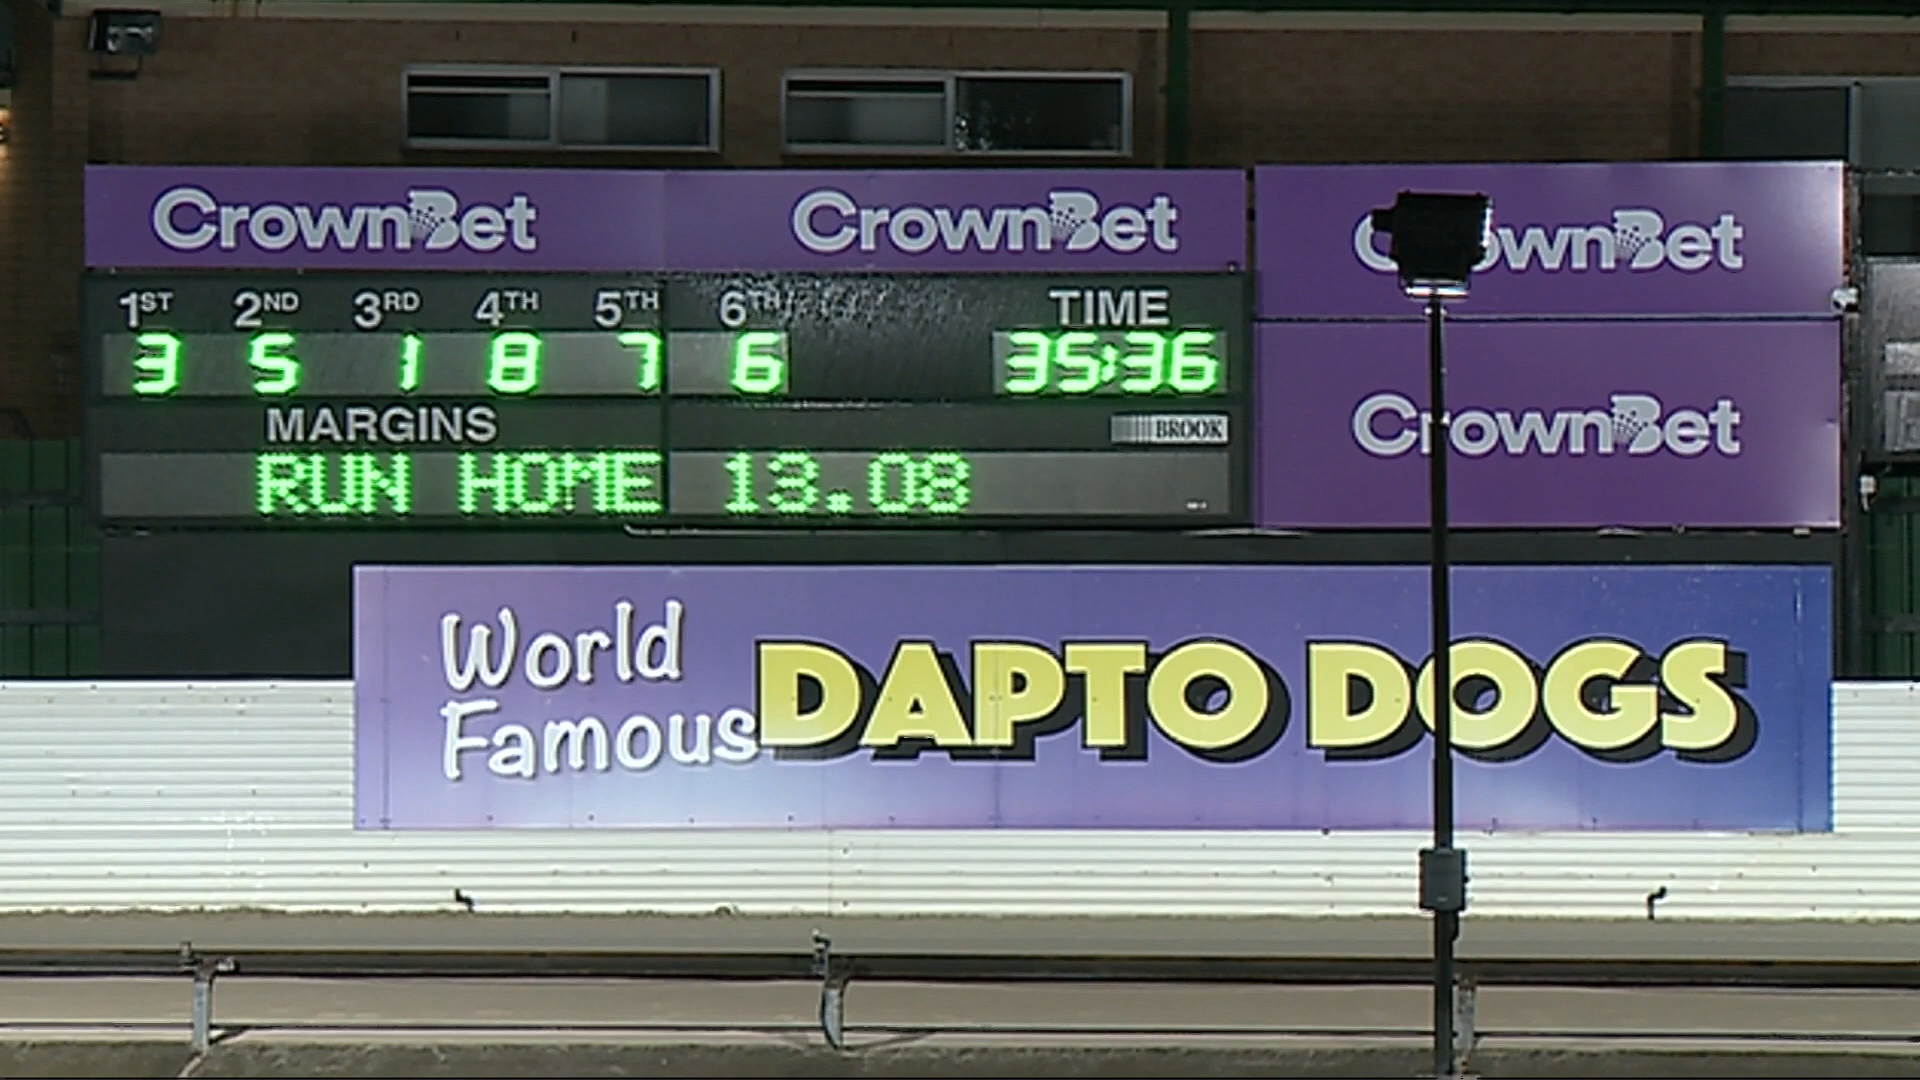 CrownBet CrownBet CrownBet
1ST 2ND 3RD 4TH 5TH 6TH TIME
3 5 1 8 7 6 35:36
MARGINS BROOK
CrownBet
RUN HOME 13.08
World
Famous DAPTO DOGS